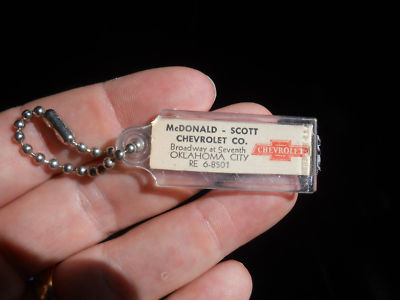 McDONALD - SCOTT
CHEVROLET CO.
Broadway at Seventh
OKLAHOMA CITY
RE 6-8501
CHEVROLET